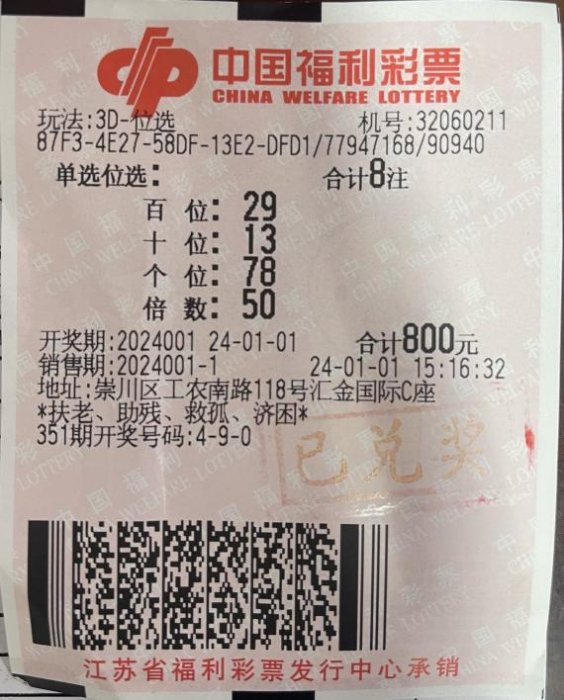 中国福利彩票
CHINA WELFARE LOTTERY
玩法:3D-位选 机号:32060211
87F3-4E27-58DF-13E2-DFD1/77947168/90940
单选位选: 合计8注
百 位: 29
十 位: 13
个 位: 78
倍 数: 50
开奖期:2024001 24-01-01 合计800元
销售期:2024001-1 24-01-01 15:16:32
地址:崇川区工农南路118号汇金国际C座
*扶老、助残、救孤、济困*
351期开奖号码:4-9-0
已兑奖
江苏省福利彩票发行中心承销